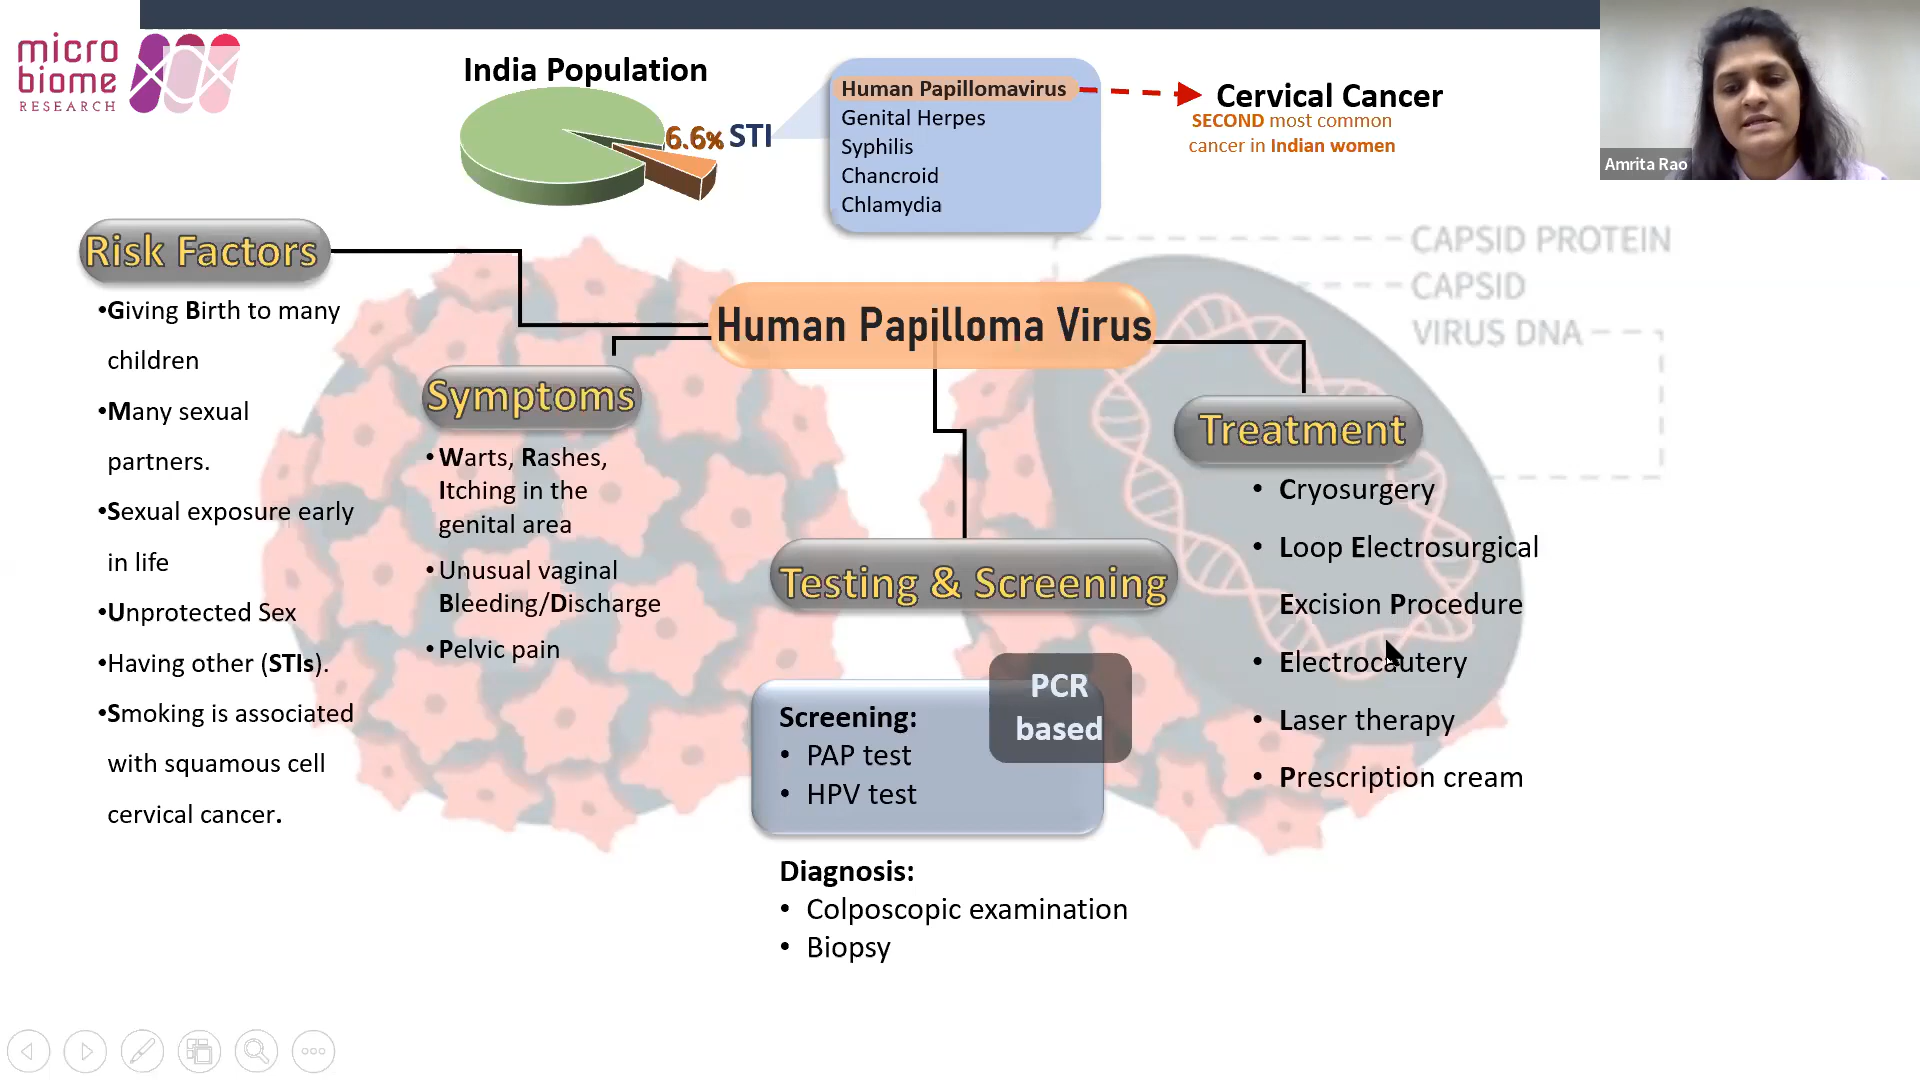 micro
biome
RESEARCH
India Population
6.6% STI
Human Papillomavirus
Genital Herpes
Syphilis
Chancroid
Chlamydia
Cervical Cancer
SECOND most common
cancer in Indian women
Amrita Rao
CAPSID PROTEIN
CAPSID
VIRUS DNA
Human Papilloma Virus
Risk Factors
•Giving Birth to many
children
•Many sexual
partners.
•Sexual exposure early
in life
•Unprotected Sex
•Having other (STIs).
•Smoking is associated
with squamous cell
cervical cancer.
Symptoms
• Warts, Rashes,
Itching in the
genital area
• Unusual vaginal
Bleeding/Discharge
• Pelvic pain
Testing & Screening
PCR
based
Screening:
• PAP test
• HPV test
Diagnosis:
• Colposcopic examination
• Biopsy
Treatment
• Cryosurgery
• Loop Electrosurgical
Excision Procedure
• Electrocautery
• Laser therapy
• Prescription cream